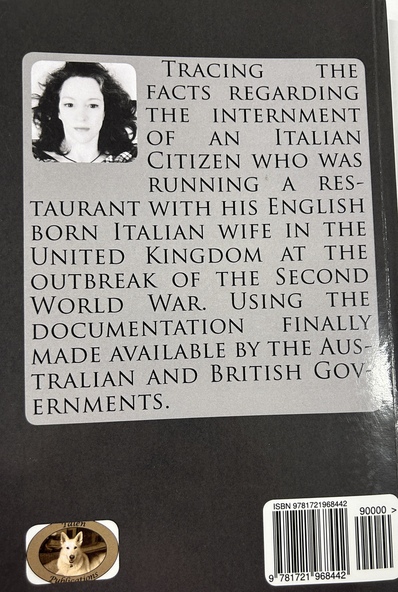 TRACING THE
FACTS REGARDING
THE INTERNMENT
OF AN ITALIAN
CITIZEN WHO WAS
RUNNING A RES-
TAURANT WITH HIS ENGLISH
BORN ITALIAN WIFE IN THE
UNITED KINGDOM AT THE
OUTBREAK OF THE SECOND
WORLD WAR. USING THE
DOCUMENTATION FINALLY
MADE AVAILABLE BY THE AUS-
TRALIAN AND BRITISH GOV-
ERNMENTS.
Publications
ISBN 9781721968442
90000 >
9 781721 968442